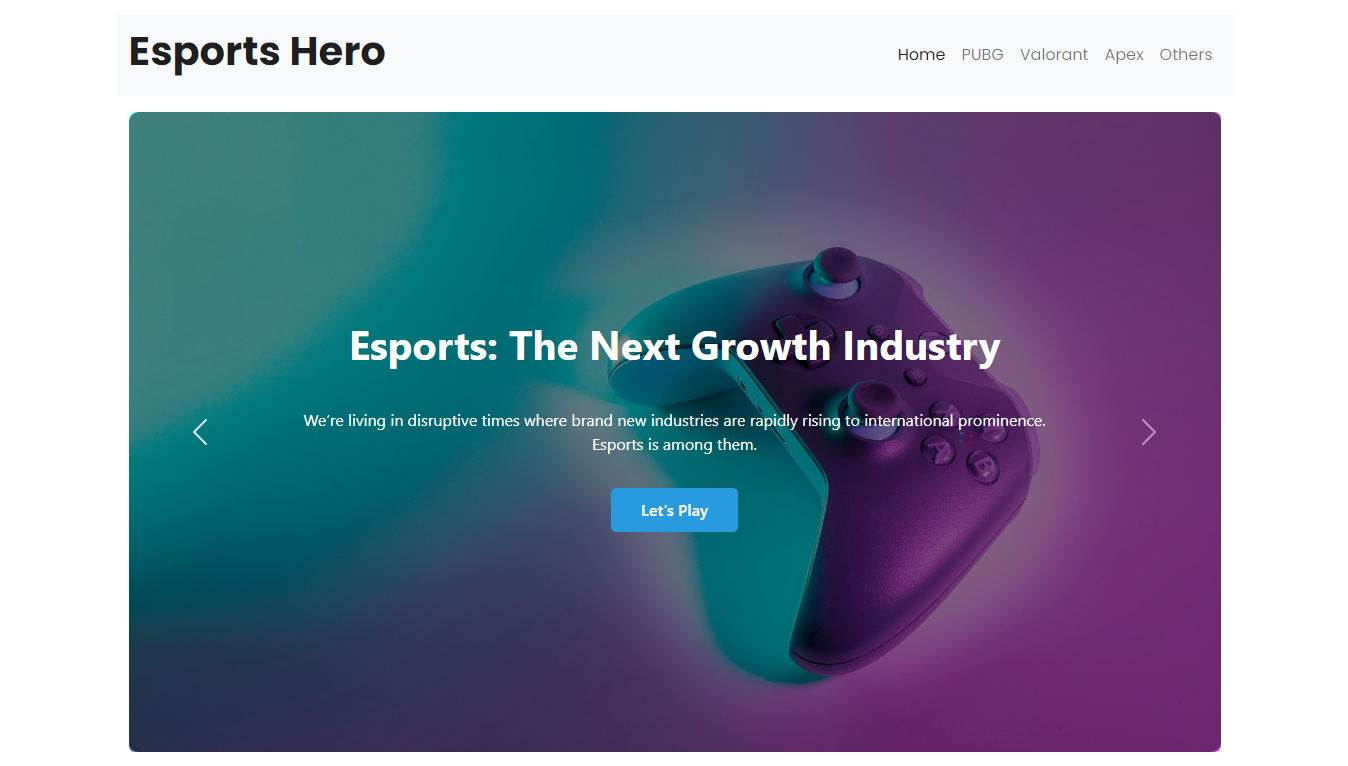 Esports Hero
Home PUBG Valorant Apex Others
Esports: The Next Growth Industry
We’re living in disruptive times where brand new industries are rapidly rising to international prominence.
Esports is among them.
Let's Play
A
B